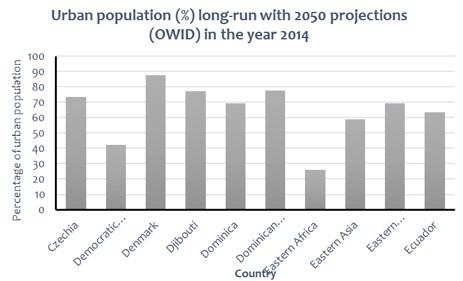 Urban population (%) long-run with 2050 projections
(OWID) in the year 2014
Percentage of urban population
100
90
80
70
60
50
40
30
20
10
0
Czechia
Democratic...
Denmark
Djibouti
Dominica
Dominican...
Eastern Africa
Eastern Asia
Eastern...
Ecuador
Country